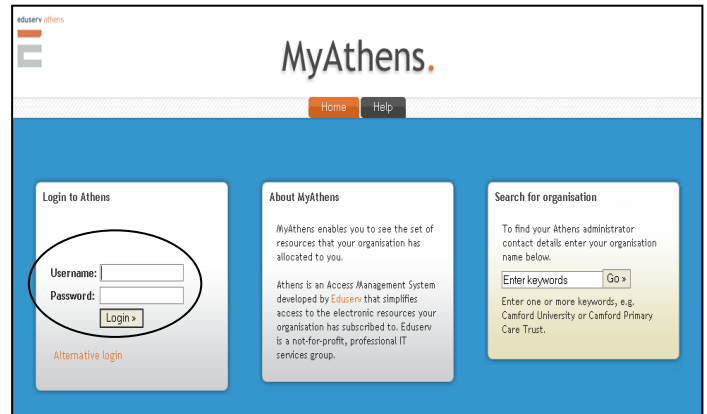 eduserv athens
MyAthens.
Home Help
Login to Athens
Username:
Password:
Login »
Alternative login
About MyAthens
MyAthens enables you to see the set of
resources that your organisation has
allocated to you.
Athens is an Access Management System
developed by Eduserv that simplifies
access to the electronic resources your
organisation has subscribed to. Eduserv
is a not-for-profit, professional IT
services group.
Search for organisation
To find your Athens administrator
contact details enter your organisation
name below.
Enter keywords Go »
Enter one or more keywords, e.g.
Camford University or Camford Primary
Care Trust.